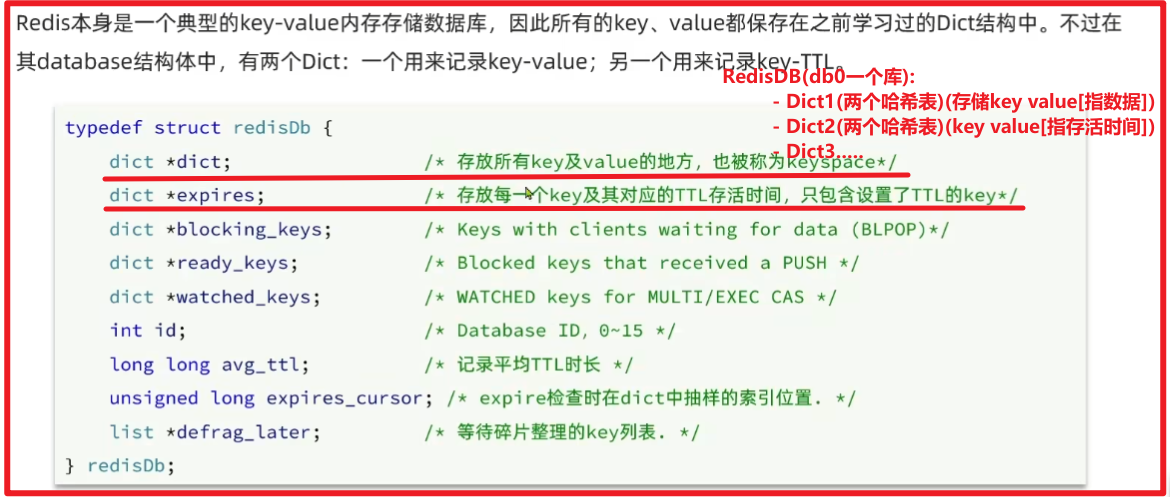 Redis本身是一个典型的key-value内存存储数据库，因此所有的key、value都保存在之前学习过的Dict结构中。不过在
其database结构体中，有两个Dict：一个用来记录key-value；另一个用来记录key-TTL。
RedisDB(db0一个库):
- Dict1(两个哈希表)(存储key value[指数据])
- Dict2(两个哈希表)(key value[指存活时间])
- Dict3.....
typedef struct redisDb {
dict *dict; /* 存放所有key及value的地方，也被称为keyspace*/
dict *expires; /* 存放每一个key及其对应的TTL存活时间，只包含设置了TTL的key*/
dict *blocking_keys; /* Keys with clients waiting for data (BLPOP)*/
dict *ready_keys; /* Blocked keys that received a PUSH */
dict *watched_keys; /* WATCHED keys for MULTI/EXEC CAS */
int id; /* Database ID，0~15 */
long long avg_ttl; /* 记录平均TTL时长 */
unsigned long expires_cursor; /* expire检查时在dict中抽样的索引位置. */
list *defrag_later; /* 等待碎片整理的key列表. */
} redisDb;